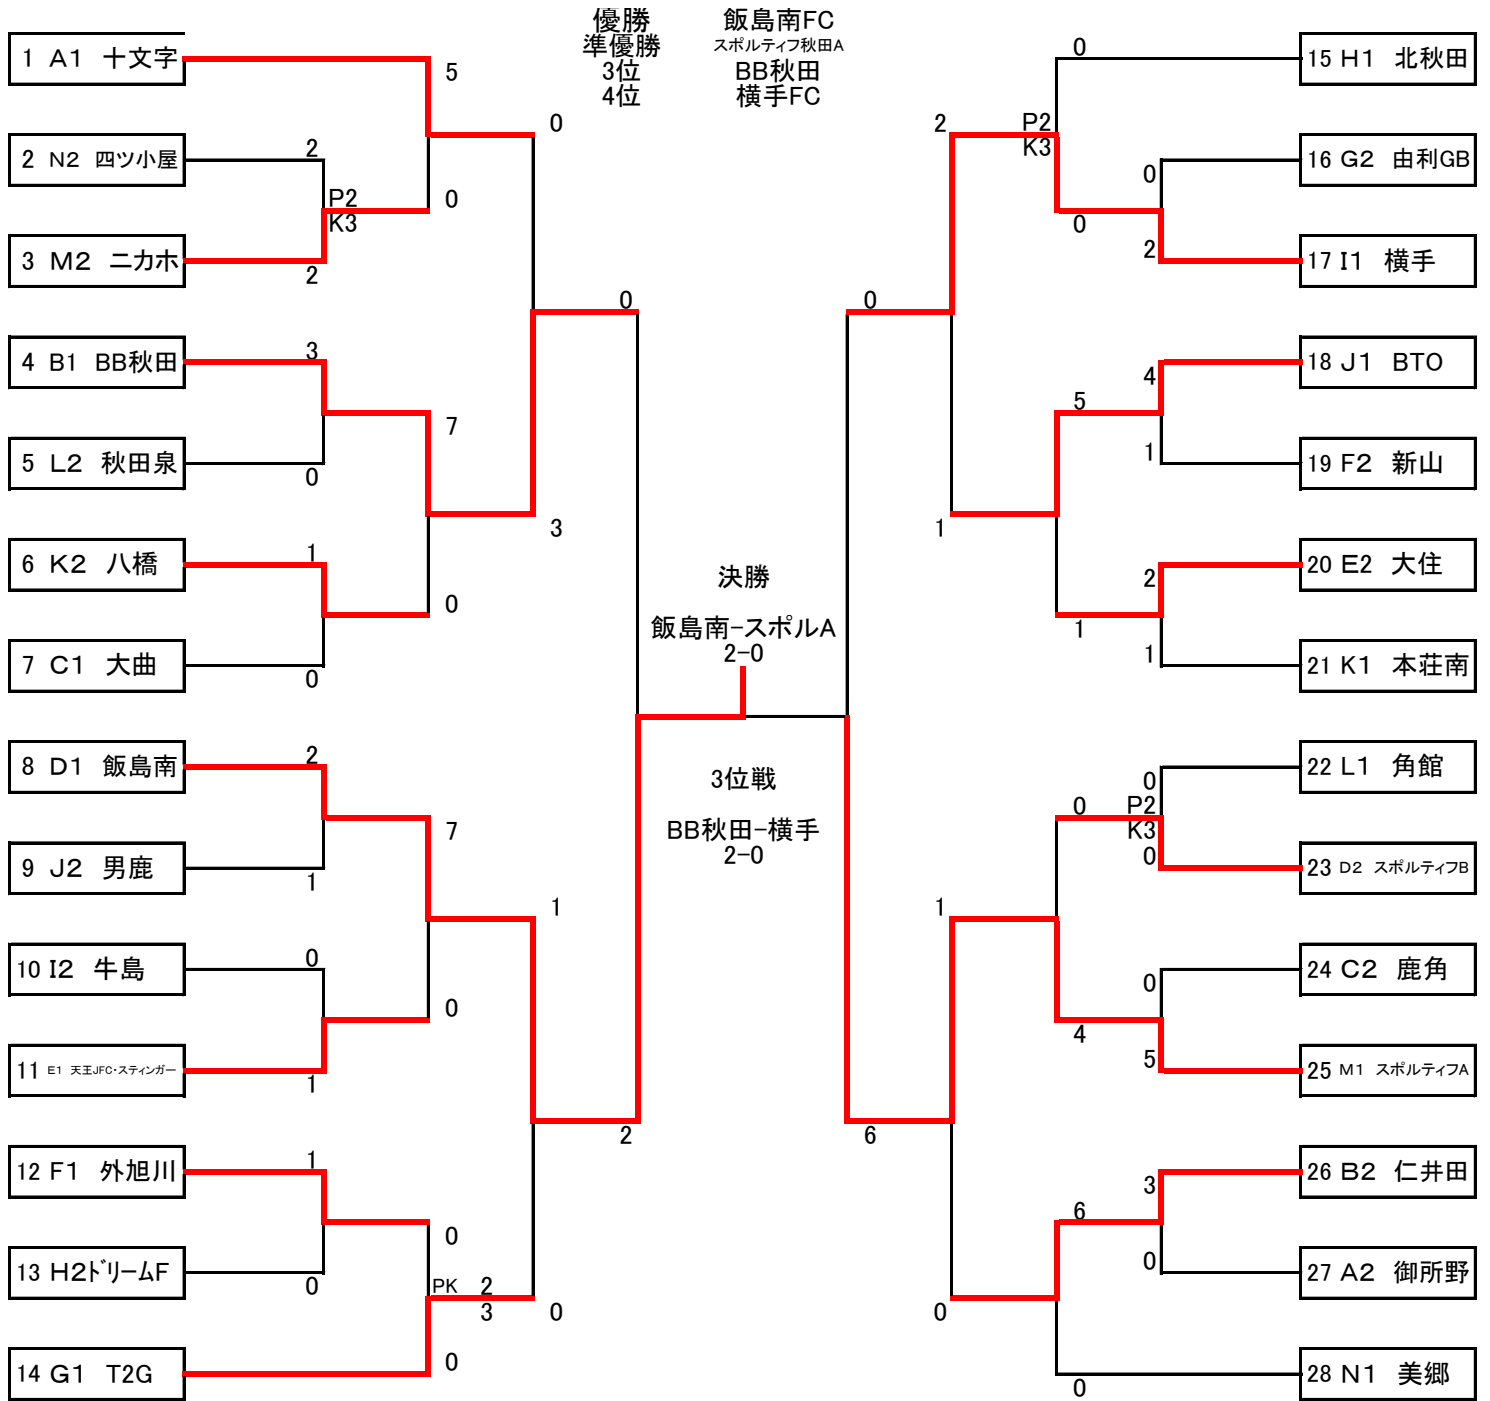 優勝 飯島南FC
準優勝 スポルティフ秋田A
3位 BB秋田
4位 横手FC
1 A1 十文字
5
0
2 N2 四ツ小屋
2
P2
K3
0
3 M2 ニカホ
2
0
4 B1 BB秋田
3
7
5 L2 秋田泉
0
3
6 K2 八橋
1
0
7 C1 大曲
0
8 D1 飯島南
2
7
9 J2 男鹿
1
1
10 I2 牛島
0
0
11 E1 天王JFC・スティンガー
1
2
12 F1 外旭川
1
0
13 H2ドリームF
0
PK 2
3
0
14 G1 T2G
0
決勝
飯島南-スポルA
2-0
3位戦
BB秋田-横手
2-0
0
15 H1 北秋田
2
P2
K3
16 G2 由利GB
0
0
17 I1 横手
2
0
18 J1 BTO
4
5
19 F2 新山
1
1
20 E2 大住
2
1
21 K1 本荘南
1
22 L1 角館
0
0
P2
K3
0
23 D2 スポルティフB
1
24 C2 鹿角
0
4
25 M1 スポルティフA
5
6
26 B2 仁井田
3
6
27 A2 御所野
0
0
28 N1 美郷
0